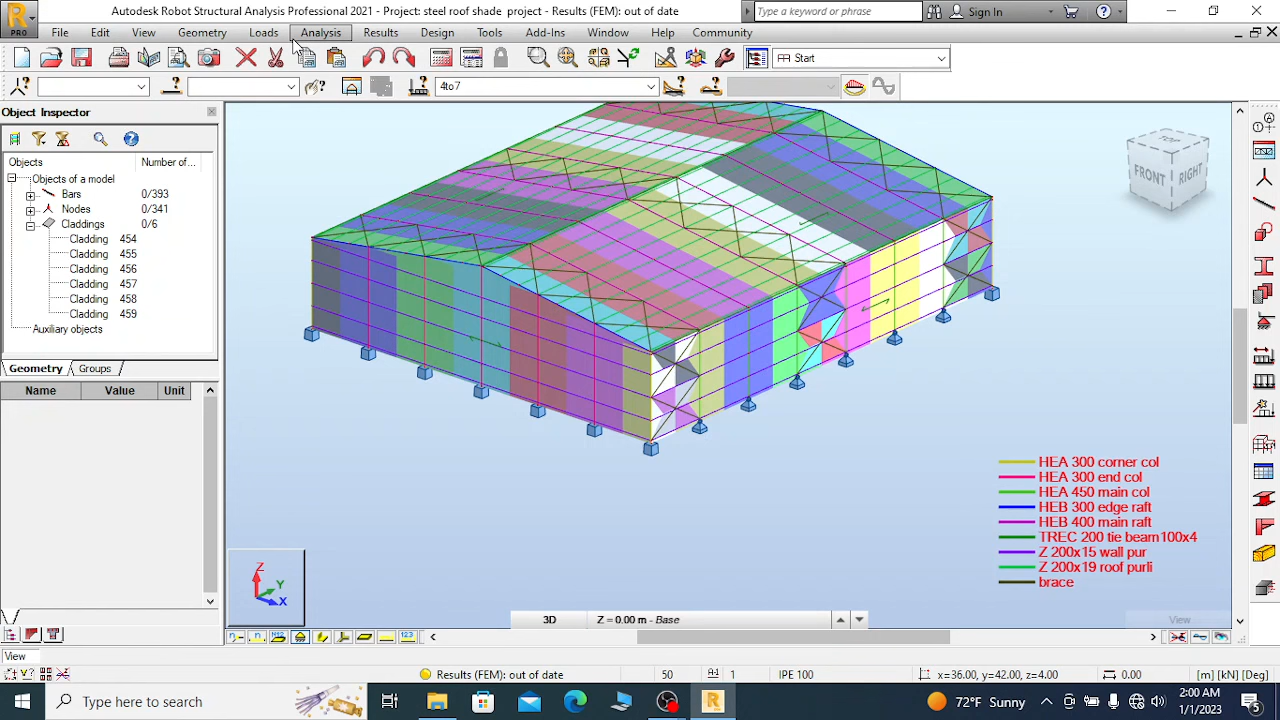 Autodesk Robot Structural Analysis Professional 2021 - Project: steel roof shade project - Results (FEM): out of date
Type a keyword or phrase
Sign In
PRO
File Edit View Geometry Loads Analysis Results Design Tools Add-Ins Window Help Community
Start
4to7
Object Inspector
Objects Number of...
Objects of a model
Bars 0/393
Nodes 0/341
Claddings 0/6
Cladding 454
Cladding 455
Cladding 456
Cladding 457
Cladding 458
Cladding 459
Auxiliary objects
Geometry Groups
Name Value Unit
TOP
FRONT RIGHT
HEA 300 corner col
HEA 300 end col
HEA 450 main col
HEB 300 edge raft
HEB 400 main raft
TREC 200 tie beam100x4
Z 200x15 wall pur
Z 200x19 roof purli
brace
Z
Y
X
3D Z = 0.00 m - Base
View
View
Results (FEM): out of date 50 1 IPE 100 x=36.00, y=42.00, z=4.00 0.00 [m] [kN] [Deg]
Type here to search
72°F Sunny
2:00 AM
1/1/2023
5